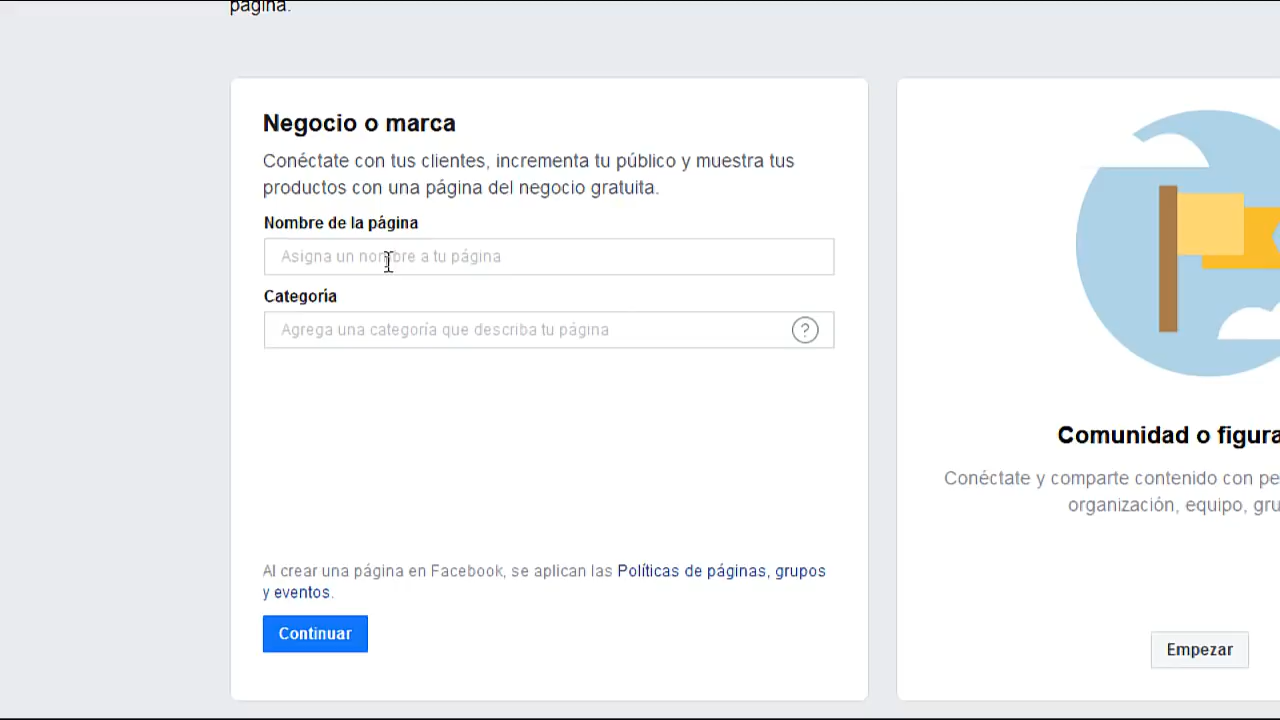 página.
Negocio o marca
Conéctate con tus clientes, incrementa tu público y muestra tus
productos con una página del negocio gratuita.
Nombre de la página
Asigna un nombre a tu página
Categoría
Agrega una categoría que describa tu página
?
Al crear una página en Facebook, se aplican las Políticas de páginas, grupos
y eventos.
Continuar
Comunidad o figura
Conéctate y comparte contenido con pe
organización, equipo, gru
Empezar